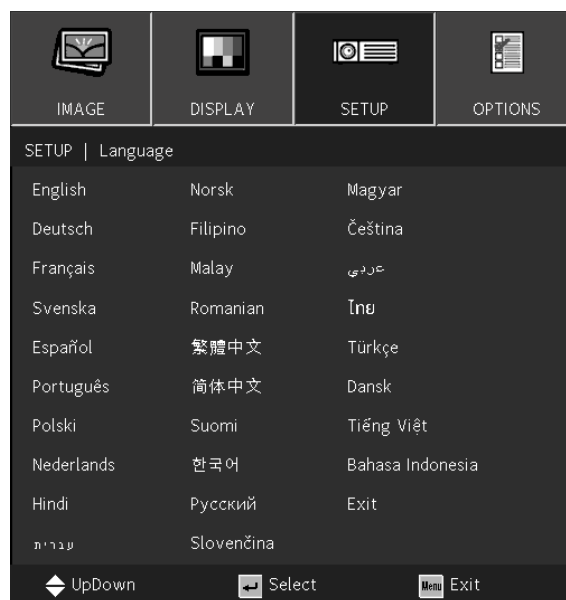 IMAGE DISPLAY SETUP OPTIONS
SETUP | Language
English Norsk Magyar
Deutsch Filipino Čeština
Français Malay عربي
Svenska Romanian ไทย
Español 繁體中文 Türkçe
Português 简体中文 Dansk
Polski Suomi Tiếng Việt
Nederlands 한국어 Bahasa Indonesia
Hindi Русский Exit
עברית Slovenčina
UpDown Select Menu Exit